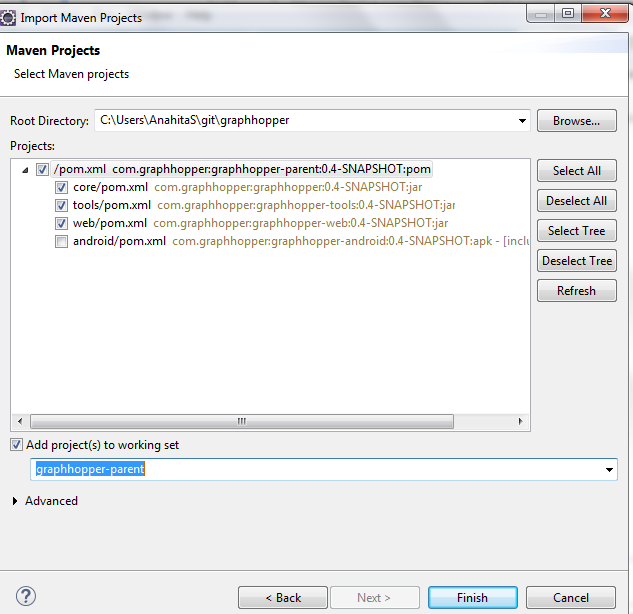 Import Maven Projects
Maven Projects
Select Maven projects
Root Directory: C:\Users\AnahitaS\git\graphhopper Browse...
Projects:
/pom.xml com.graphhopper:graphhopper-parent:0.4-SNAPSHOT:pom Select All
core/pom.xml com.graphhopper:graphhopper:0.4-SNAPSHOT:jar
tools/pom.xml com.graphhopper:graphhopper-tools:0.4-SNAPSHOT:jar Deselect All
web/pom.xml com.graphhopper:graphhopper-web:0.4-SNAPSHOT:jar Select Tree
android/pom.xml com.graphhopper:graphhopper-android:0.4-SNAPSHOT:apk - [inclu
Deselect Tree
Refresh
Add project(s) to working set
graphhopper-parent
Advanced
? < Back Next > Finish Cancel